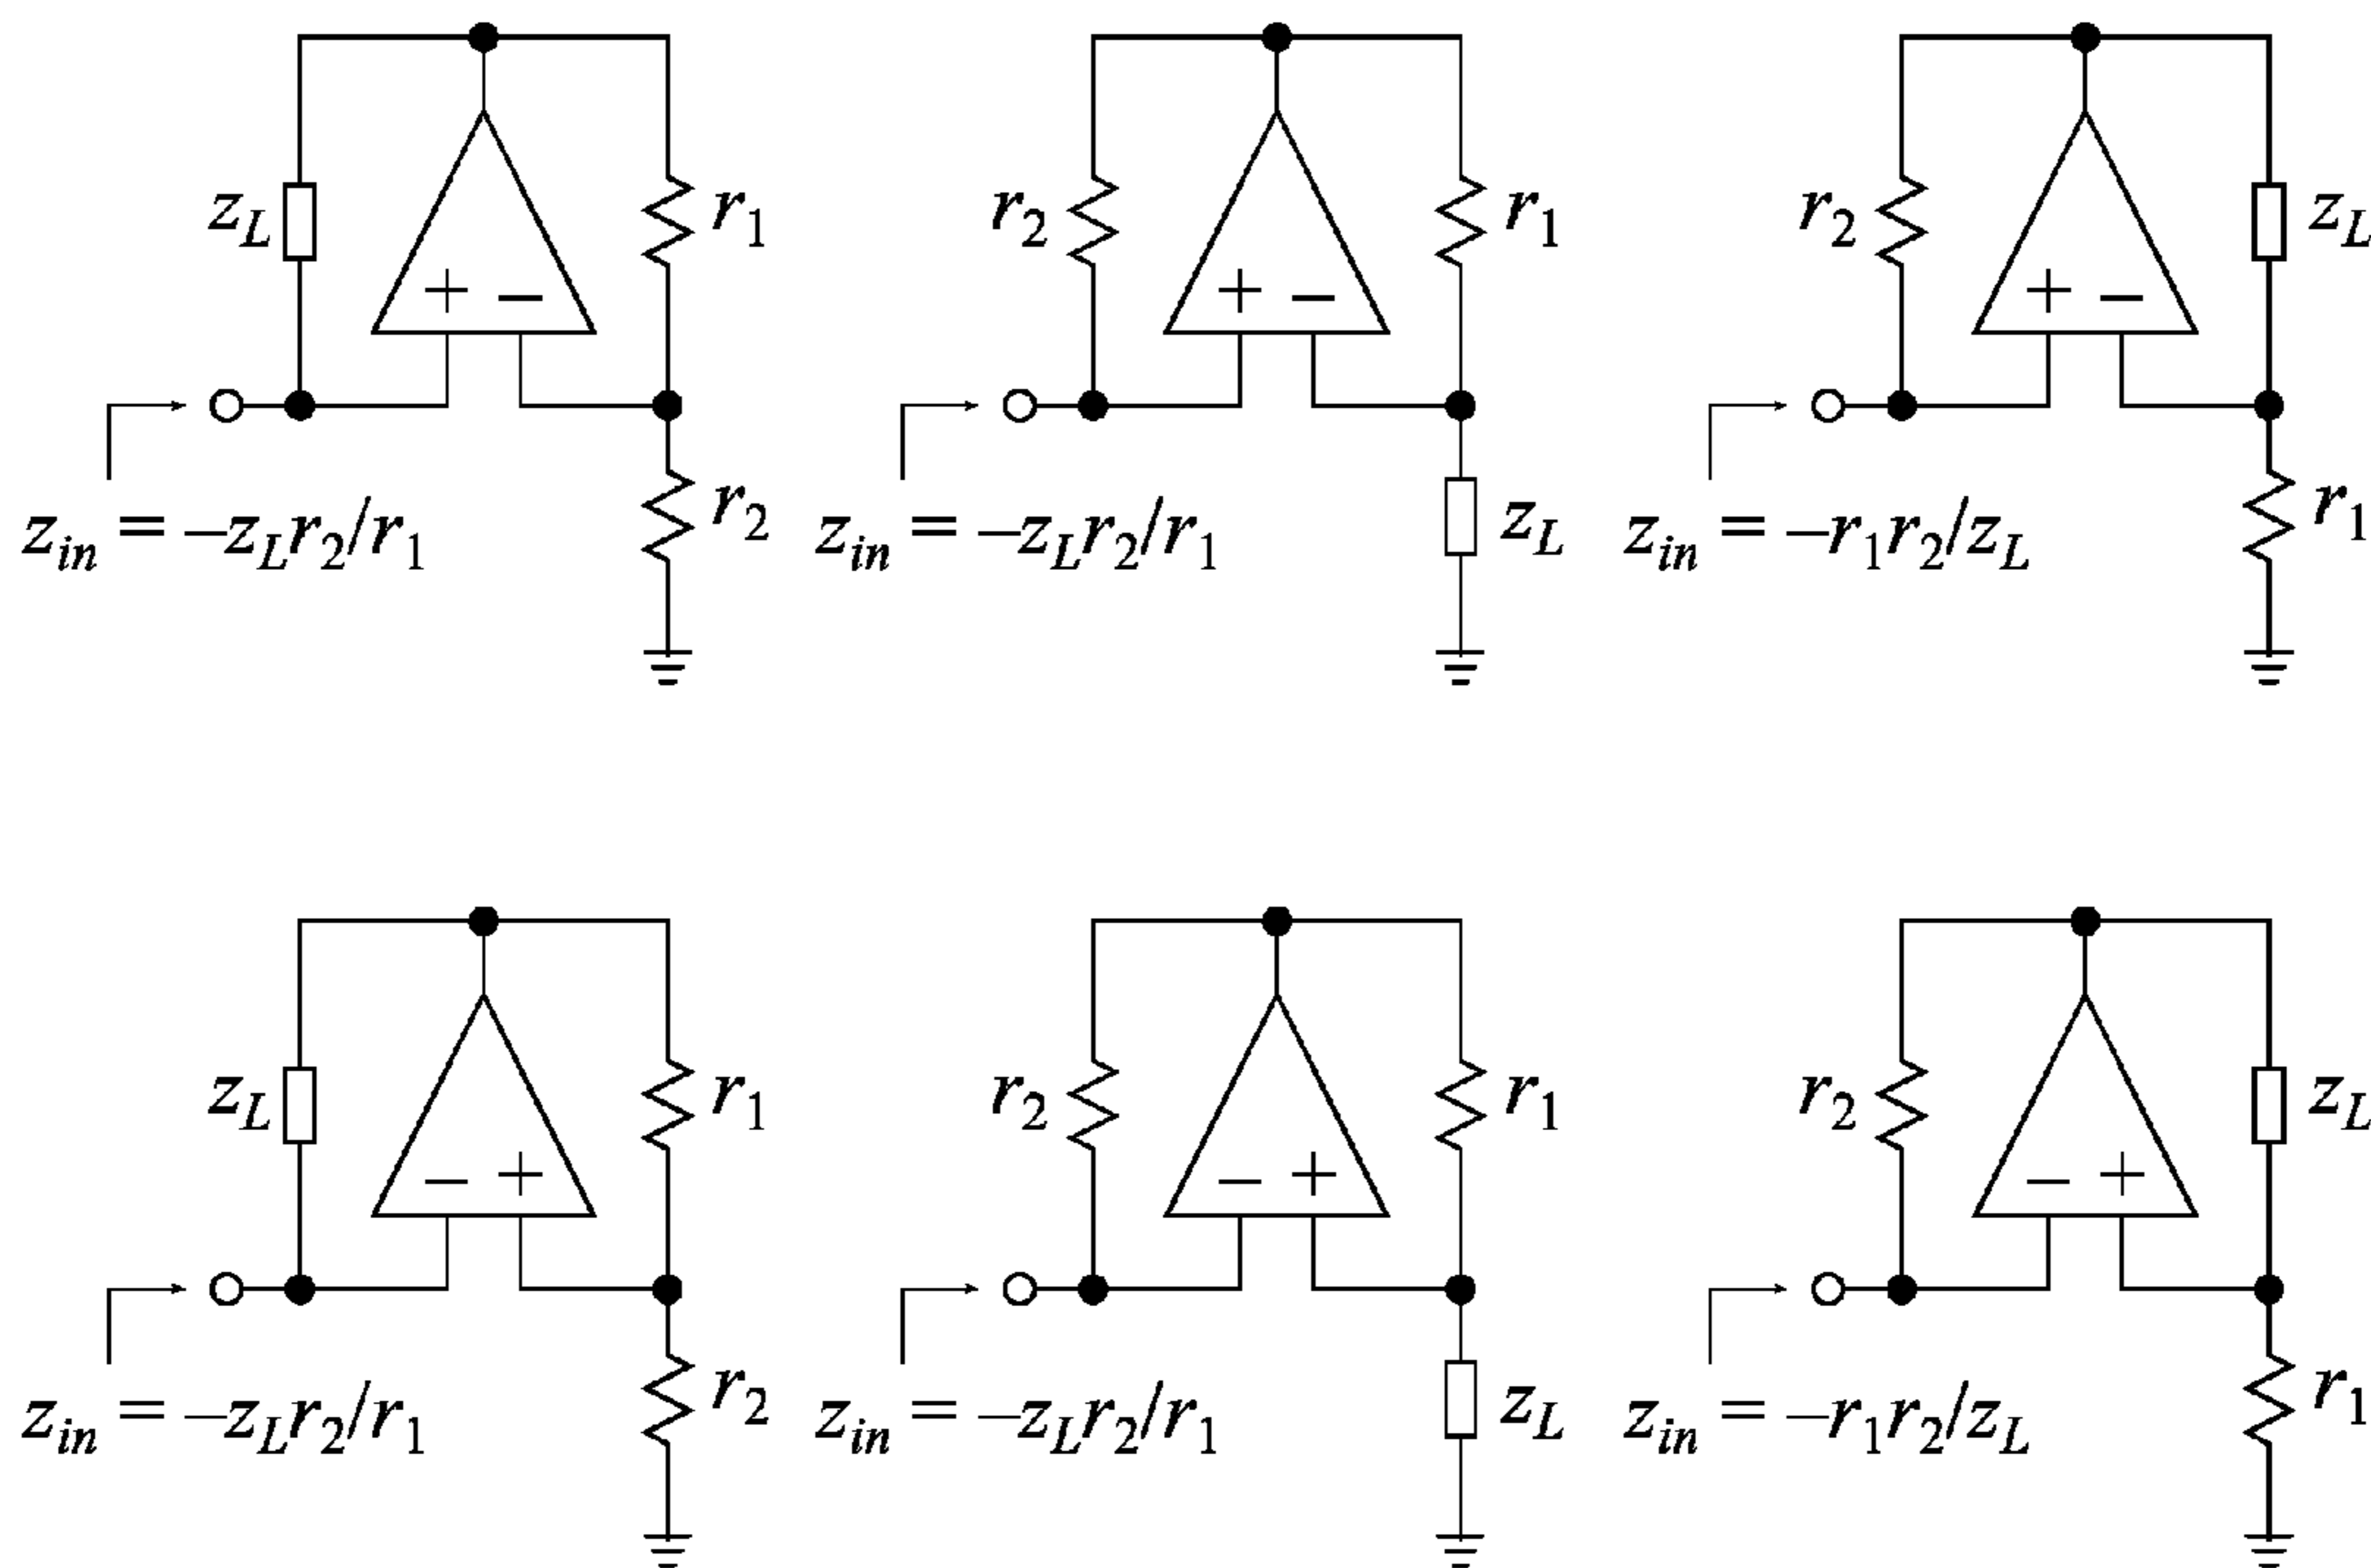 z_L
r_1
+ −
r_2
z_in = −z_L r_2/r_1
r_2
r_1
+ −
z_L
z_in = −z_L r_2/r_1
r_2
z_L
+ −
r_1
z_in = −r_1 r_2/z_L
z_L
r_1
− +
r_2
z_in = −z_L r_2/r_1
r_2
r_1
− +
z_L
z_in = −z_L r_2/r_1
r_2
z_L
− +
r_1
z_in = −r_1 r_2/z_L